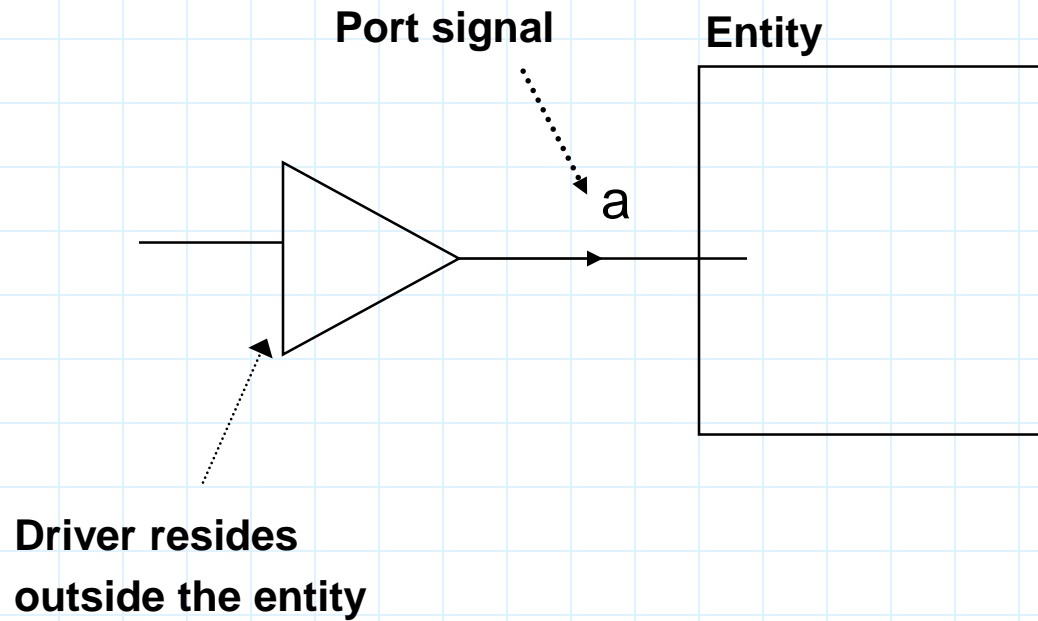 Port signal
Entity
a
Driver resides
outside the entity